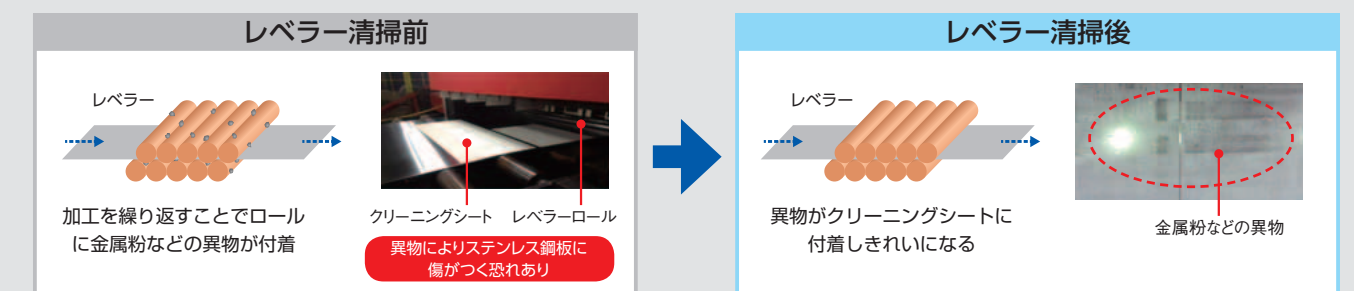 レベラー清掃前
レベラー
加工を繰り返すことでロール
に金属粉などの異物が付着
クリーニングシート
レベラーロール
異物によりステンレス鋼板に
傷がつく恐れあり
レベラー清掃後
レベラー
異物がクリーニングシートに
付着しきれいになる
金属粉などの異物